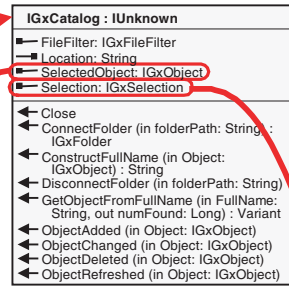 IGxCatalog : IUnknown
FileFilter: IGxFileFilter
Location: String
SelectedObject: IGxObject
Selection: IGxSelection
Close
ConnectFolder (in folderPath: String) :
IGxFolder
ConstructFullName (in Object:
IGxObject) : String
DisconnectFolder (in folderPath: String)
GetObjectFromFullName (in FullName:
String, out numFound: Long) : Variant
ObjectAdded (in Object: IGxObject)
ObjectChanged (in Object: IGxObject)
ObjectDeleted (in Object: IGxObject)
ObjectRefreshed (in Object: IGxObject)